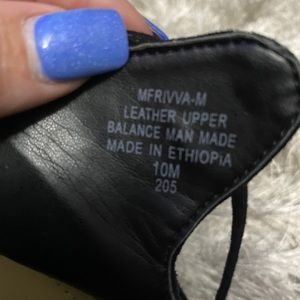 MFRIVVA-M
LEATHER UPPER
BALANCE MAN MADE
MADE IN ETHIOPiA
10M
205